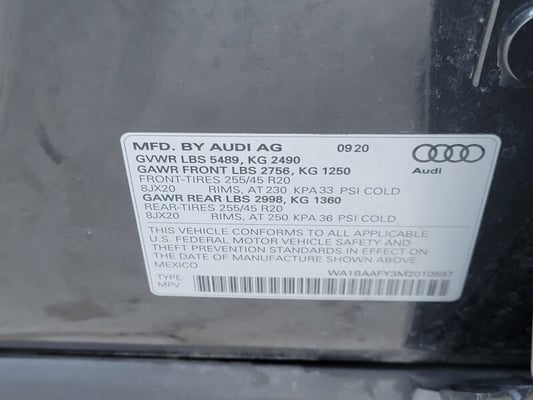 MFD. BY AUDI AG 09 20
GVWR LBS 5489, KG 2490
GAWR FRONT LBS 2756, KG 1250
FRONT-TIRES 255/45 R20
8JX20 RIMS, AT 230 KPA 33 PSI COLD
GAWR REAR LBS 2998, KG 1360
REAR-TIRES 255/45 R20
8JX20 RIMS, AT 250 KPA 36 PSI COLD
THIS VEHICLE CONFORMS TO ALL APPLICABLE
U.S. FEDERAL MOTOR VEHICLE SAFETY AND
THEFT PREVENTION STANDARDS IN EFFECT ON
THE DATE OF MANUFACTURE SHOWN ABOVE
MEXICO
TYPE:
MPV
Audi